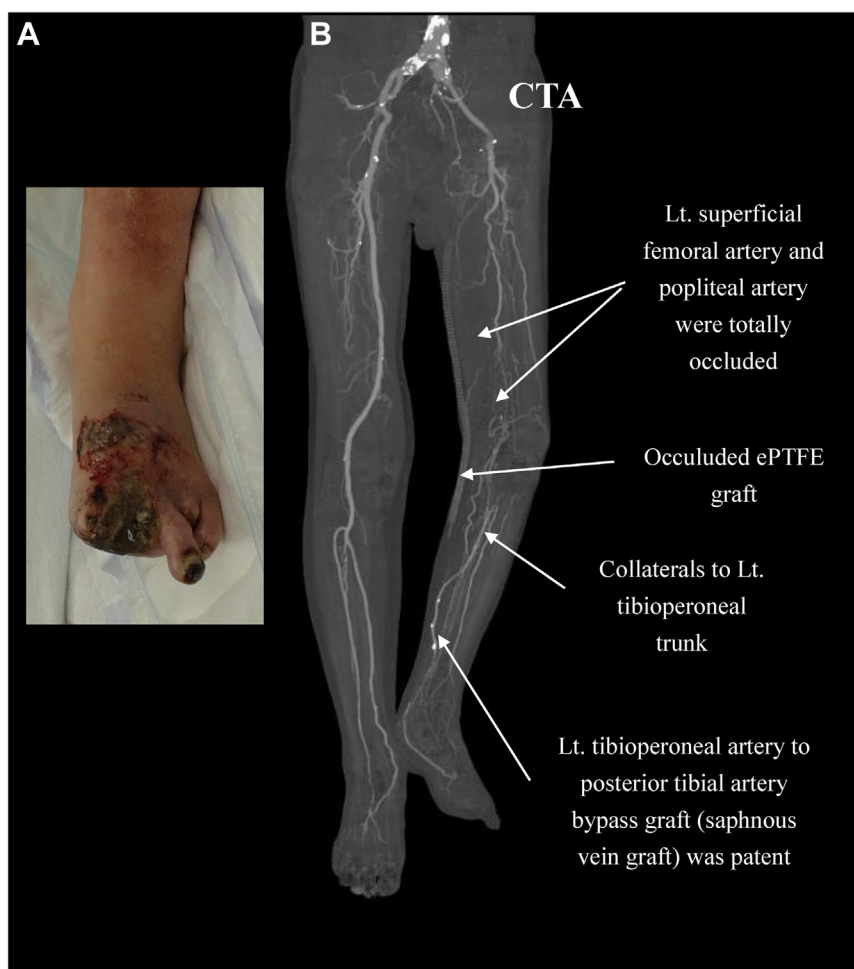 A
B
CTA
Lt. superficial
femoral artery and
popliteal artery
were totally
occluded
Occuluded ePTFE
graft
Collaterals to Lt.
tibioperoneal
trunk
Lt. tibioperoneal artery to
posterior tibial artery
bypass graft (saphnous
vein graft) was patent